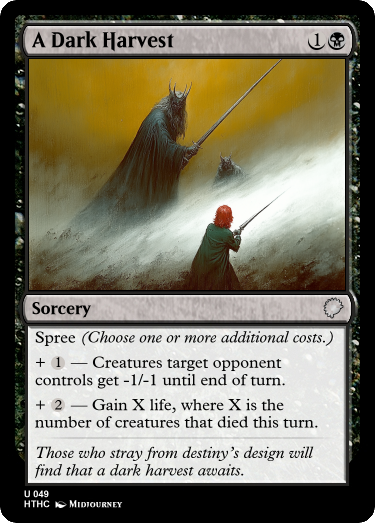 A Dark Harvest 1
Sorcery
Spree (Choose one or more additional costs.)
+ 1 — Creatures target opponent
controls get -1/-1 until end of turn.
+ 2 — Gain X life, where X is the
number of creatures that died this turn.
Those who stray from destiny's design will
find that a dark harvest awaits.
U 049
HTHC Midjourney